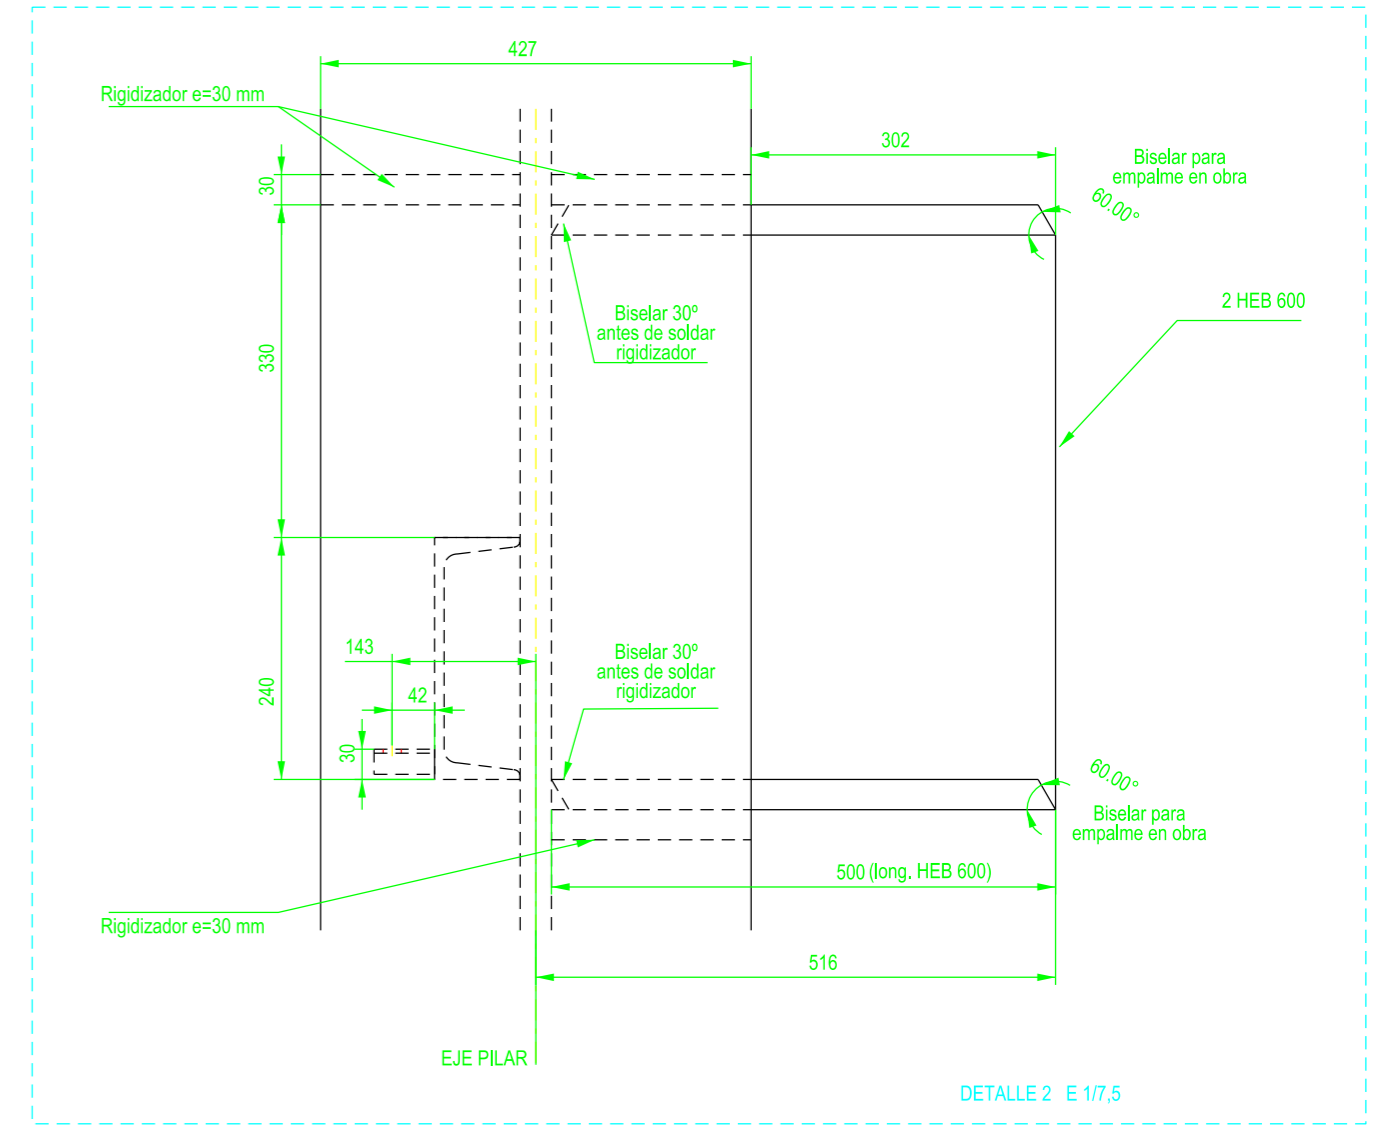 427
Rigidizador e=30 mm
302
Biselar para
empalme en obra
60.00°
30
2 HEB 600
Biselar 30º
antes de soldar
rigidizador
330
143
Biselar 30º
antes de soldar
rigidizador
240
42
30
60.00°
Biselar para
empalme en obra
500 (long, HEB 600)
Rigidizador e=30 mm
516
EJE PILAR
DETALLE 2 E 1/7,5